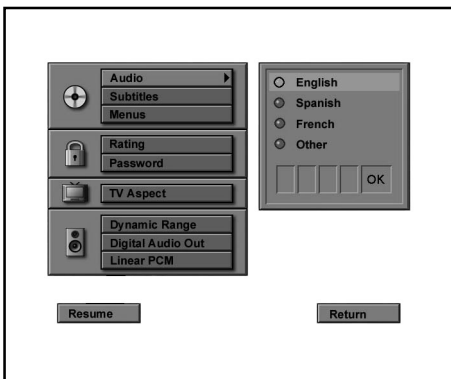 Audio
Subtitles
Menus
Rating
Password
TV Aspect
Dynamic Range
Digital Audio Out
Linear PCM
English
Spanish
French
Other
OK
Resume
Return